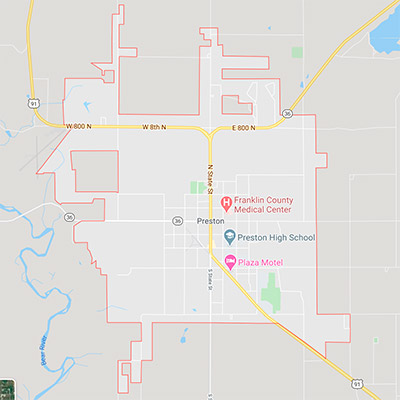 91
36
W 800 N
W 8th N
E 800 N
N State St
H
Franklin County
Medical Center
36
36
Preston
Preston High School
Plaza Motel
S State St
Bear River
91